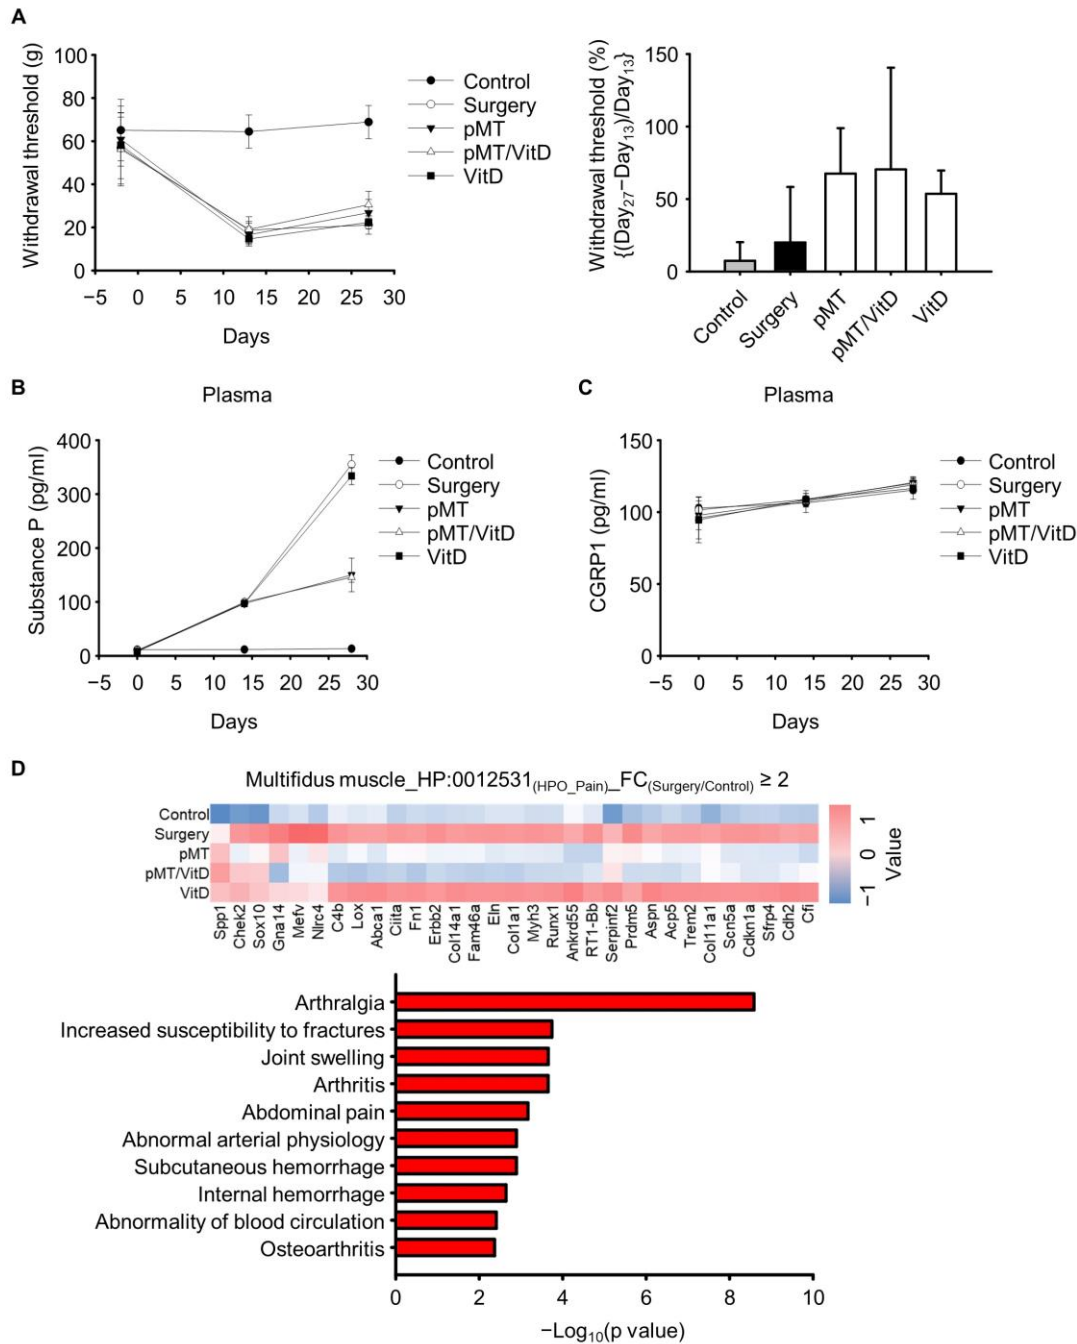 A
Withdrawal threshold (g)
100
80
60
40
20
0
−5 0 5 10 15 20 25 30
Days
Control
Surgery
pMT
pMT/VitD
VitD
Withdrawal threshold (%)
{(Day27−Day13)/Day13}
150
100
50
0
Control
Surgery
pMT
pMT/VitD
VitD
B
Plasma
Substance P (pg/ml)
400
300
200
100
0
−5 0 5 10 15 20 25 30
Days
Control
Surgery
pMT
pMT/VitD
VitD
C
Plasma
CGRP1 (pg/ml)
150
100
50
0
−5 0 5 10 15 20 25 30
Days
Control
Surgery
pMT
pMT/VitD
VitD
D
Multifidus muscle_HP:0012531(HPO_Pain)_FC(Surgery/Control) ≥ 2
Control
Surgery
pMT
pMT/VitD
VitD
1
0
−1
Value
Spp1
Chek2
Sox10
Gna14
Mefv
Nlrc4
C4b
Lox
Abca1
Ciita
Fn1
Erbb2
Col14a1
Fam46a
Eln
Col1a1
Myh3
Runx1
Ankrd55
RT1-Bb
Serpinf2
Prdm5
Aspn
Acp5
Trem2
Col11a1
Scn5a
Cdkn1a
Sfrp4
Cdh2
Cfi
Arthralgia
Increased susceptibility to fractures
Joint swelling
Arthritis
Abdominal pain
Abnormal arterial physiology
Subcutaneous hemorrhage
Internal hemorrhage
Abnormality of blood circulation
Osteoarthritis
0 2 4 6 8 10
−Log10(p value)